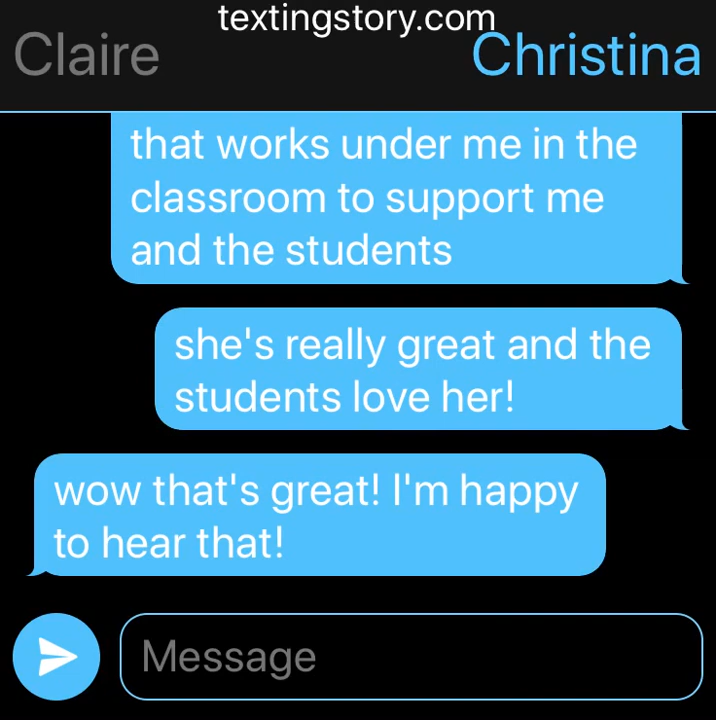 textingstory.com
Claire
Christina
that works under me in the
classroom to support me
and the students
she's really great and the
students love her!
wow that's great! I'm happy
to hear that!
Message